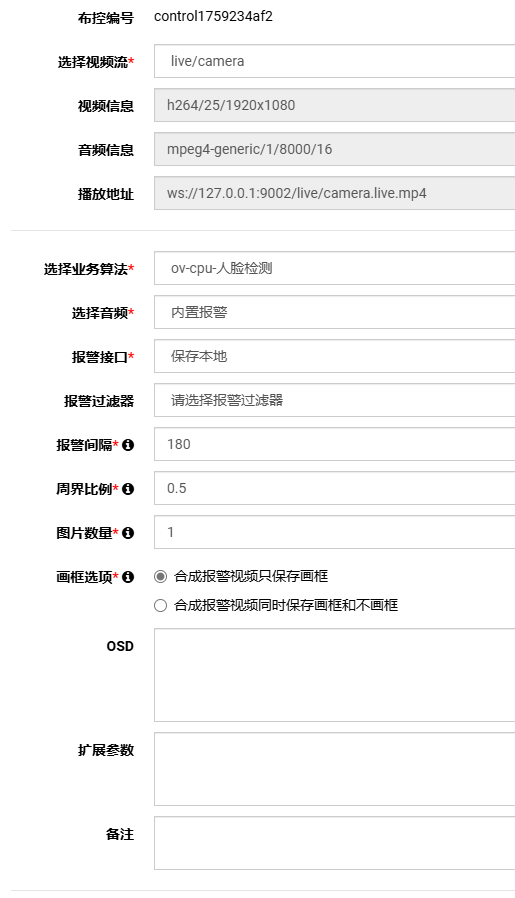 布控编号 control1759234af2
选择视频流* live/camera
视频信息 h264/25/1920x1080
音频信息 mpeg4-generic/1/8000/16
播放地址 ws://127.0.0.1:9002/live/camera.live.mp4
选择业务算法* ov-cpu-人脸检测
选择音频* 内置报警
报警接口* 保存本地
报警过滤器 请选择报警过滤器
报警间隔* 180
周界比例* 0.5
图片数量* 1
画框选项* 合成报警视频只保存画框
合成报警视频同时保存画框和不画框
OSD
扩展参数
备注